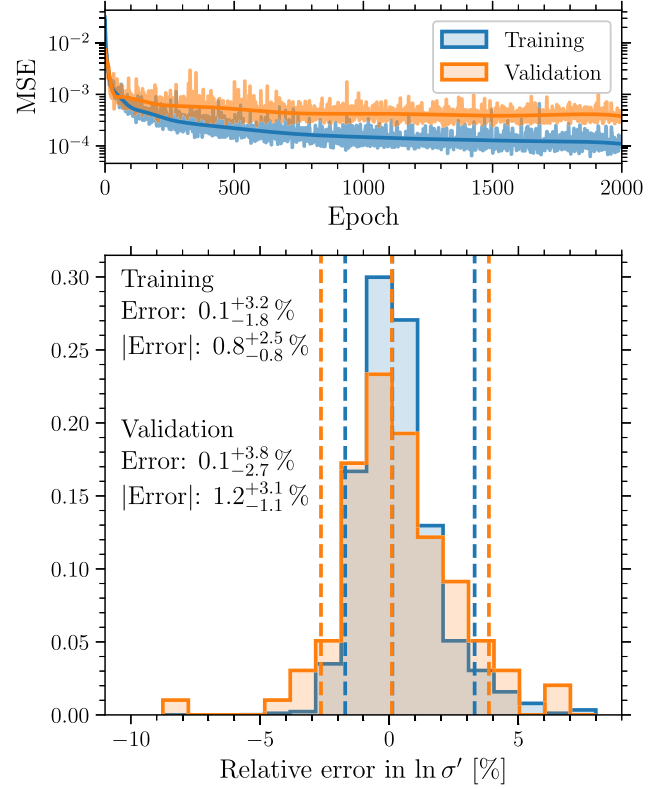 MSE
10⁻²
10⁻³
10⁻⁴
Training
Validation
0 500 1000 1500 2000
Epoch
0.30
0.25
0.20
0.15
0.10
0.05
0.00
Training
Error: 0.1 +3.2 −1.8 %
|Error|: 0.8 +2.5 −0.8 %
Validation
Error: 0.1 +3.8 −2.7 %
|Error|: 1.2 +3.1 −1.1 %
−10 −5 0 5
Relative error in ln σ′ [%]